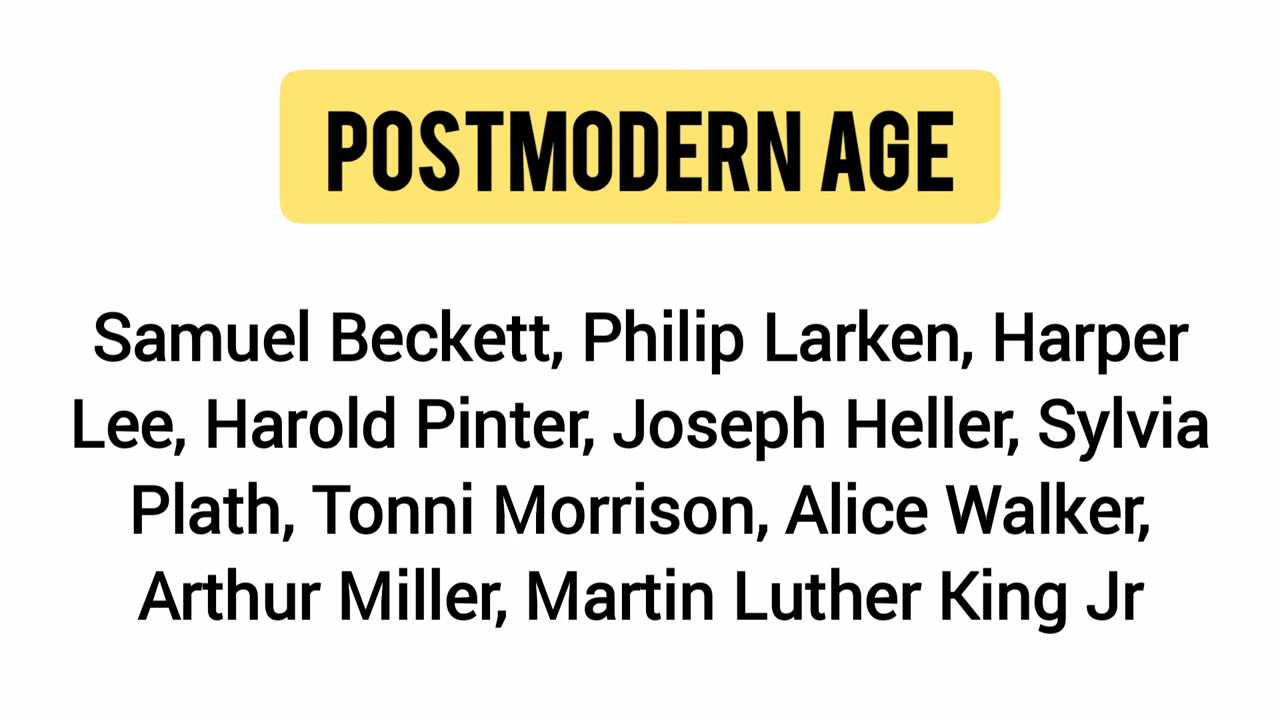 POSTMODERN AGE
Samuel Beckett, Philip Larken, Harper
Lee, Harold Pinter, Joseph Heller, Sylvia
Plath, Tonni Morrison, Alice Walker,
Arthur Miller, Martin Luther King Jr